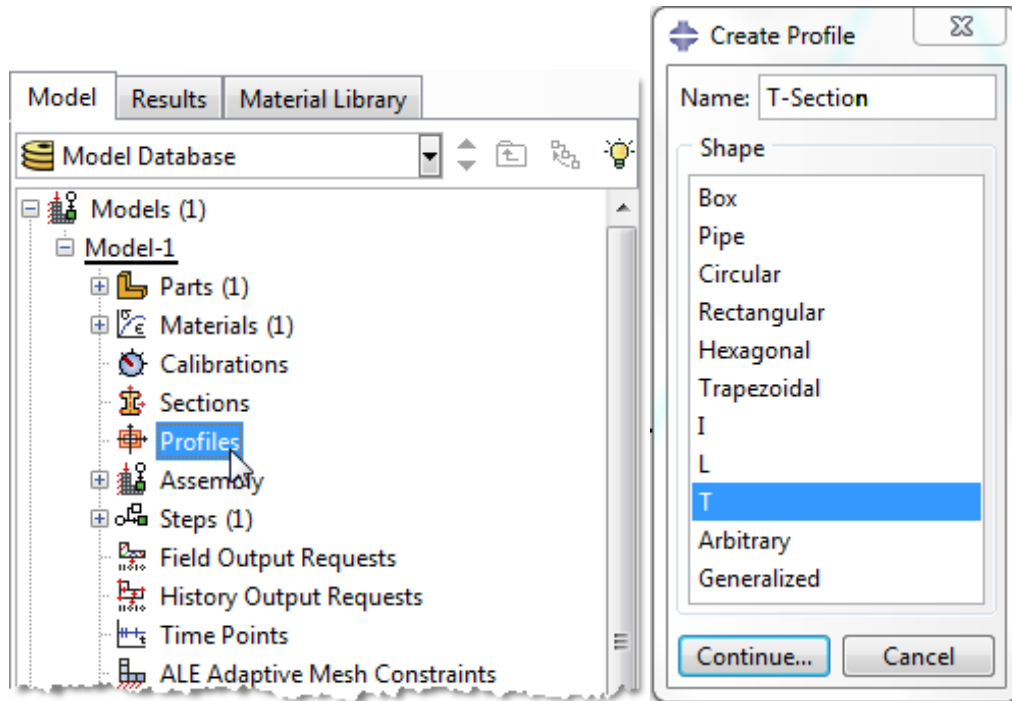 Model Results Material Library
Model Database
Models (1)
Model-1
Parts (1)
Materials (1)
Calibrations
Sections
Profiles
Assembly
Steps (1)
Field Output Requests
History Output Requests
Time Points
ALE Adaptive Mesh Constraints
Create Profile
Name: T-Section
Shape
Box
Pipe
Circular
Rectangular
Hexagonal
Trapezoidal
I
L
T
Arbitrary
Generalized
Continue... Cancel